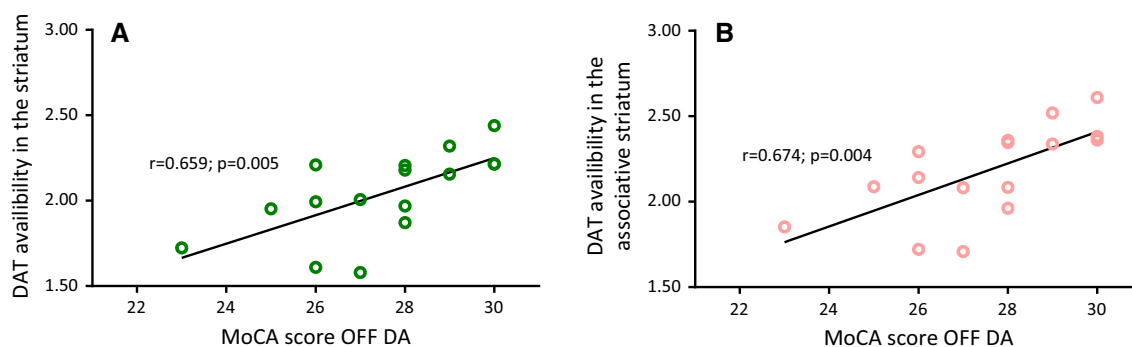 A
3.00
2.50
2.00
1.50
DAT availibility in the striatum
r=0.659; p=0.005
22 24 26 28 30
MoCA score OFF DA
B
3.00
2.50
2.00
1.50
DAT availibility in the
associative striatum
r=0.674; p=0.004
22 24 26 28 30
MoCA score OFF DA